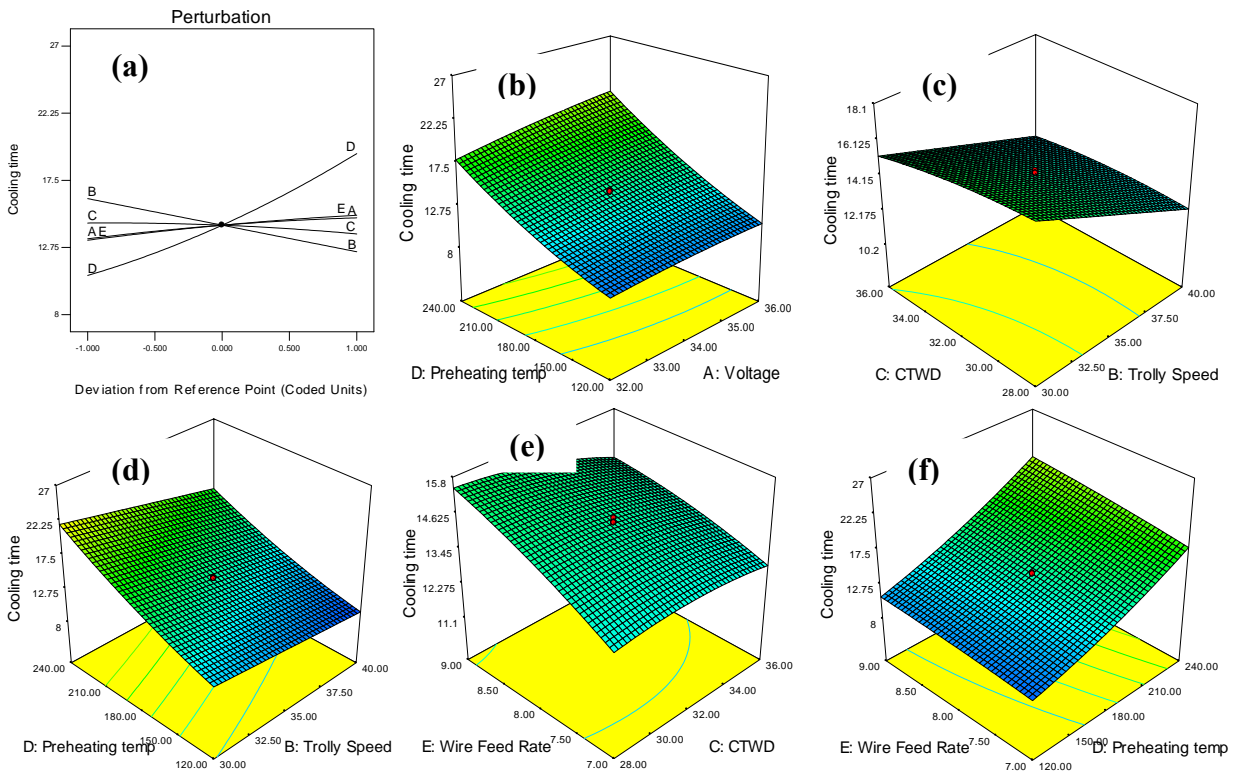 Perturbation
(a)
27
22.25
17.5
12.75
8
Cooling time
D
B
C
A E
D
E A
C
B
-1.000 -0.500 0.000 0.500 1.000
Deviation from Reference Point (Coded Units)
(b)
27
22.25
17.5
12.75
8
Cooling time
240.00
210.00
180.00
150.00
120.00
32.00
33.00
34.00
35.00
36.00
D: Preheating temp
A: Voltage
(c)
18.1
16.125
14.15
12.175
10.2
Cooling time
36.00
34.00
32.00
30.00
28.00
30.00
32.50
35.00
37.50
40.00
C: CTWD
B: Trolly Speed
(d)
27
22.25
17.5
12.75
8
Cooling time
240.00
210.00
180.00
150.00
120.00
30.00
32.50
35.00
37.50
40.00
D: Preheating temp
B: Trolly Speed
(e)
15.8
14.625
13.45
12.275
11.1
Cooling time
9.00
8.50
8.00
7.50
7.00
28.00
30.00
32.00
34.00
36.00
E: Wire Feed Rate
C: CTWD
(f)
27
22.25
17.5
12.75
8
Cooling time
9.00
8.50
8.00
7.50
7.00
120.00
150.00
180.00
210.00
240.00
E: Wire Feed Rate
D: Preheating temp